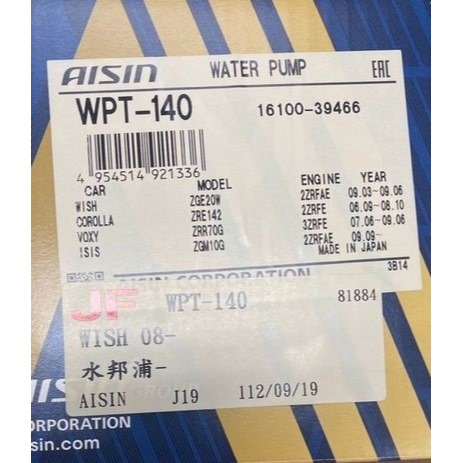 AISIN WATER PUMP EAC
WPT-140 16100-39466
4 954514 921336
CAR MODEL ENGINE YEAR
WISH ZGE20W 2ZRFAE 09.03-09.06
COROLLA ZRE142 2ZRFE 06.09-08.10
VOXY ZRR70G 3ZRFE 07.06-09.06
ISIS ZGM10G 2ZRFAE 09.09-
MADE IN JAPAN
3B14
AISIN CORPORATION
JF WPT-140 81884
WISH 08-
水邦浦-
AISIN J19 112/09/19
AISIN GROUP
CORPORATION
sin.com